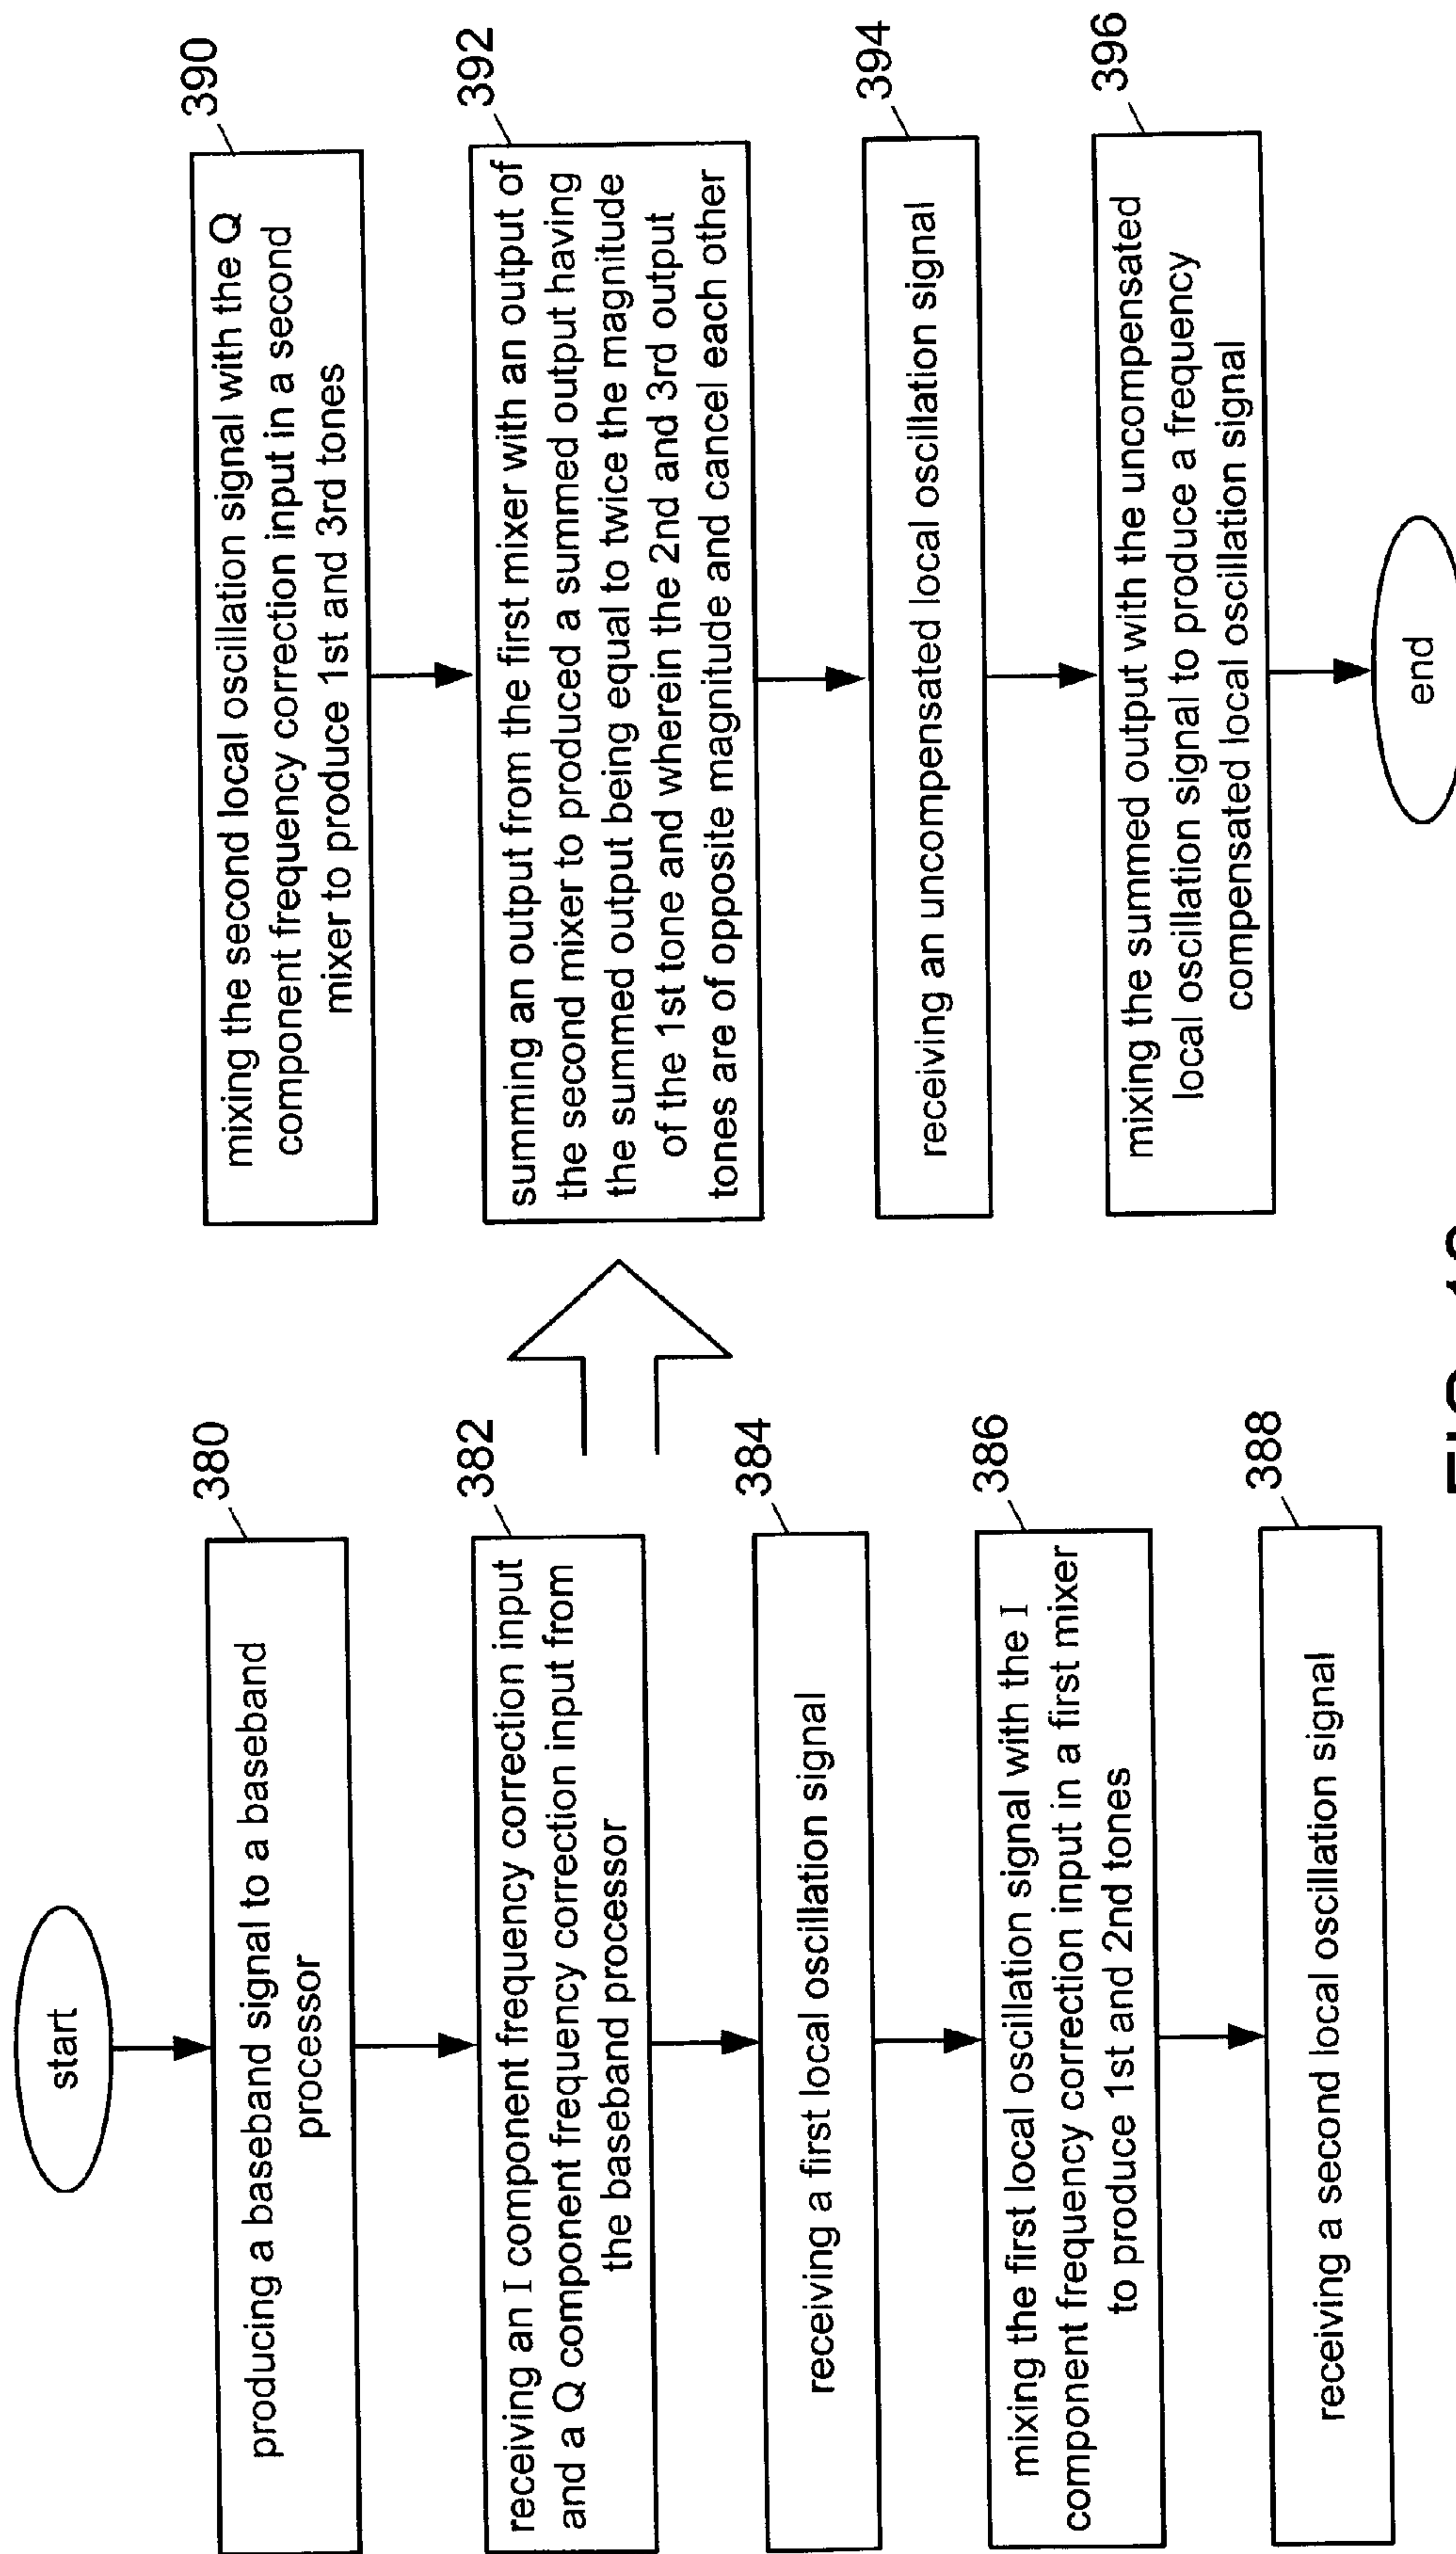 start
380
producing a baseband signal to a baseband
processor
382
receiving an I component frequency correction input
and a Q component frequency correction input from
the baseband processor
384
receiving a first local oscillation signal
386
mixing the first local oscillation signal with the I
component frequency correction input in a first mixer
to produce 1st and 2nd tones
388
receiving a second local oscillation signal
390
mixing the second local oscillation signal with the Q
component frequency correction input in a second
mixer to produce 1st and 3rd tones
392
summing an output from the first mixer with an output of
the second mixer to produced a summed output having
the summed output being equal to twice the magnitude
of the 1st tone and wherein the 2nd and 3rd output
tones are of opposite magnitude and cancel each other
394
receiving an uncompensated local oscillation signal
396
mixing the summed output with the uncompensated
local oscillation signal to produce a frequency
compensated local oscillation signal
end